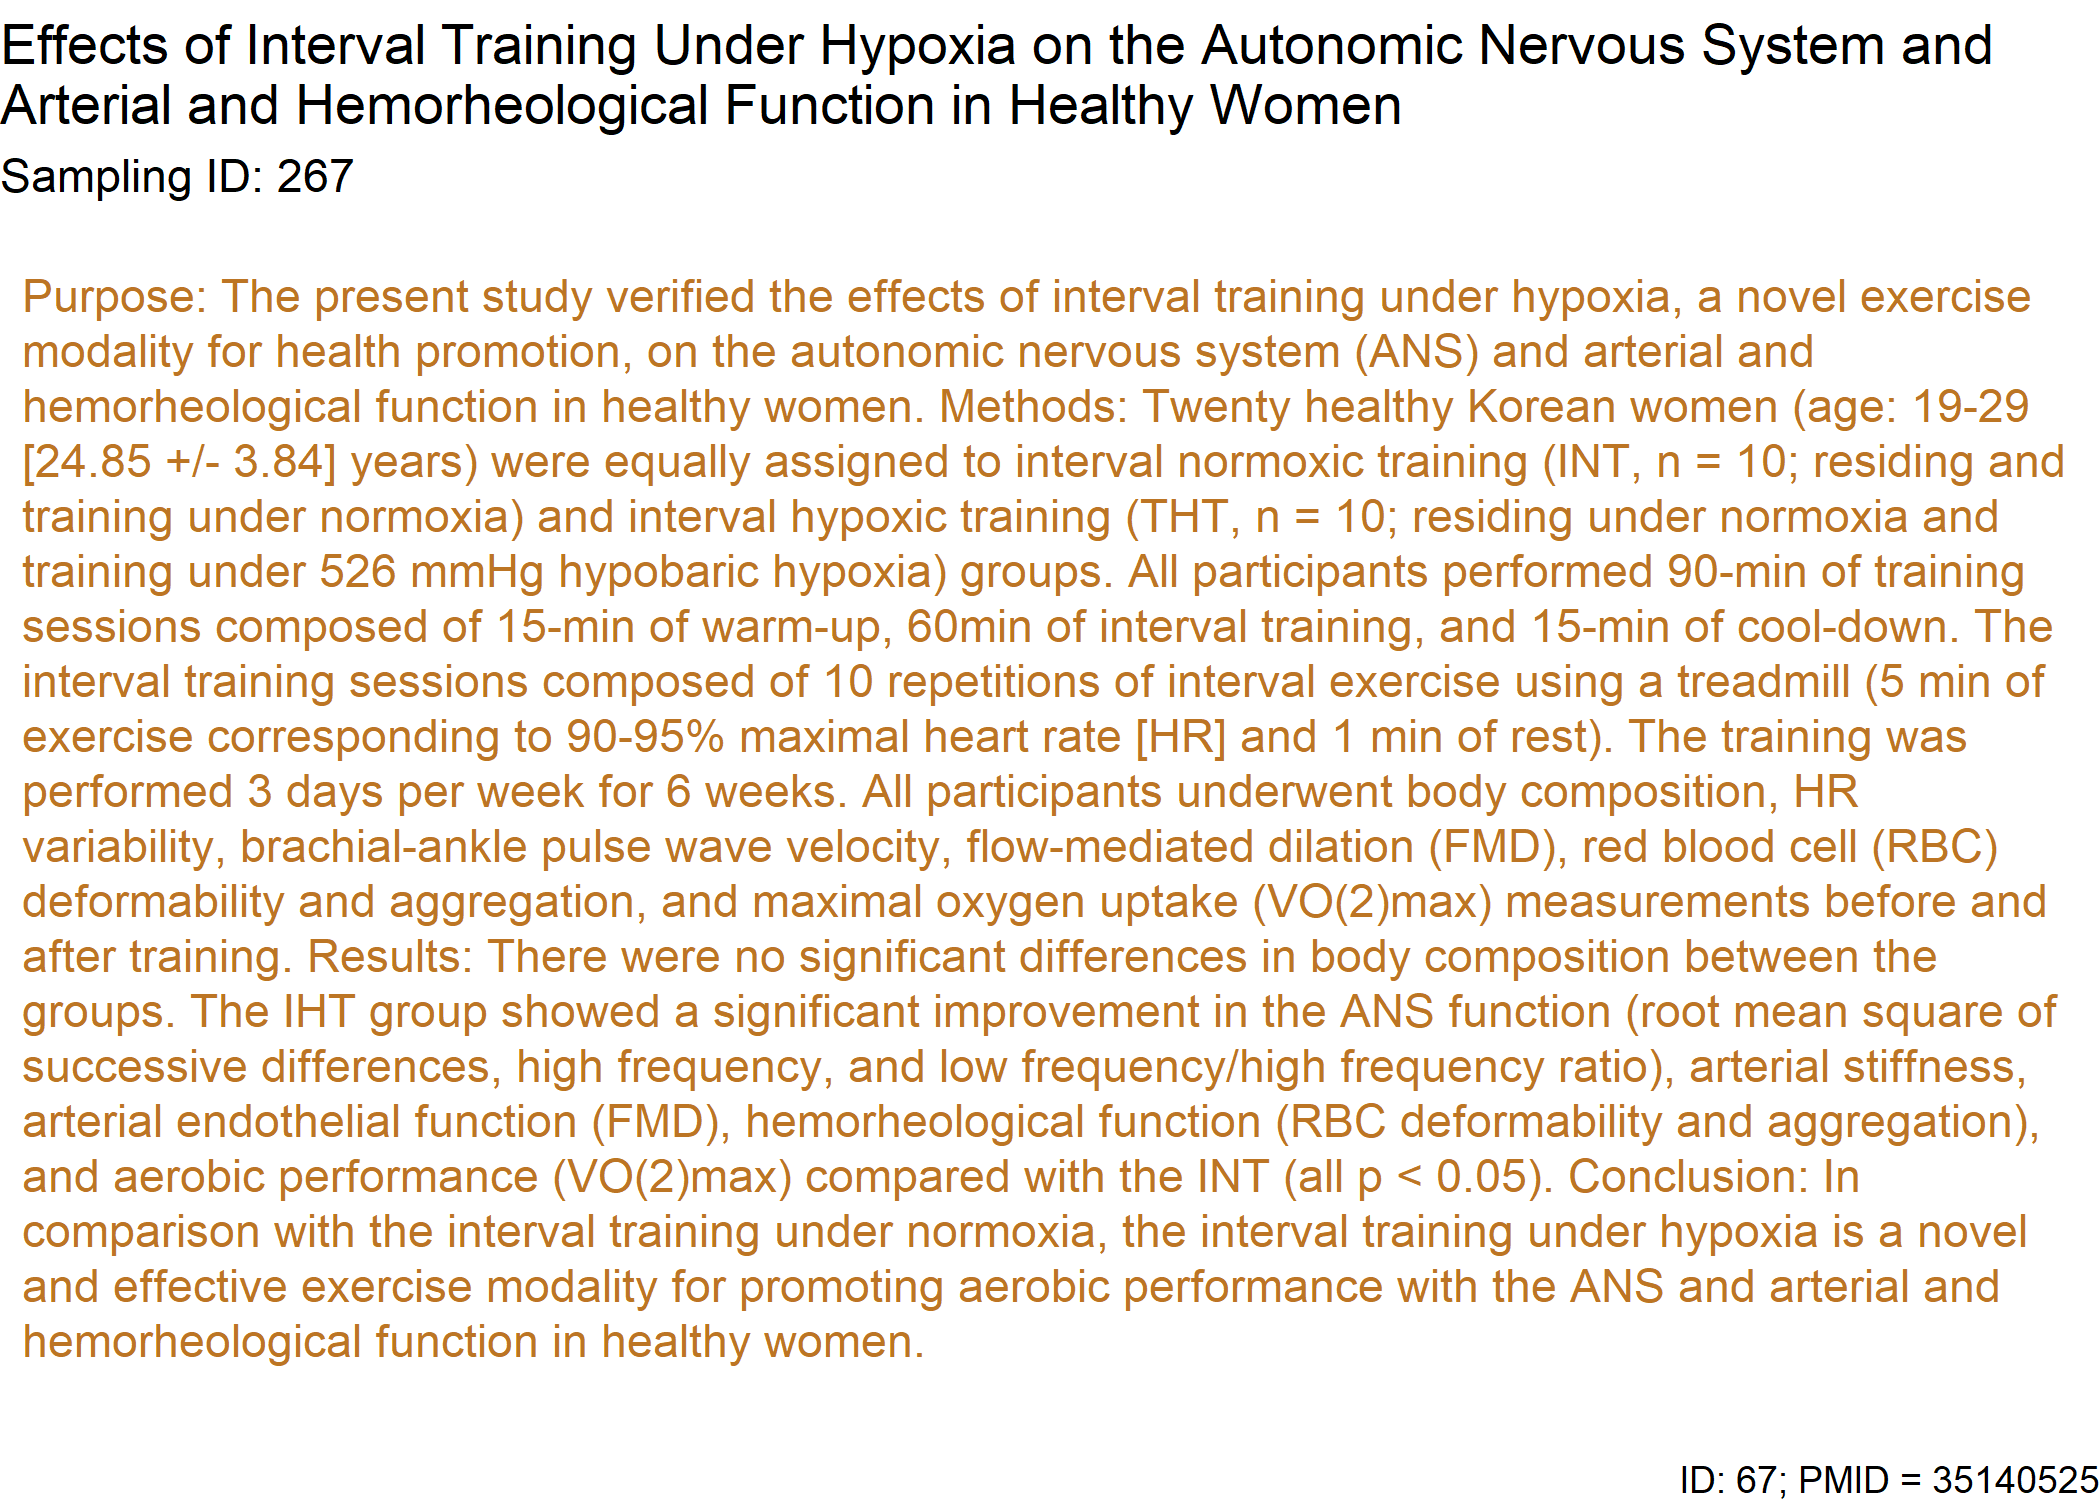 Effects of Interval Training Under Hypoxia on the Autonomic Nervous System and
Arterial and Hemorheological Function in Healthy Women
Sampling ID: 267
Purpose: The present study verified the effects of interval training under hypoxia, a novel exercise
modality for health promotion, on the autonomic nervous system (ANS) and arterial and
hemorheological function in healthy women. Methods: Twenty healthy Korean women (age: 19-29
[24.85 +/- 3.84] years) were equally assigned to interval normoxic training (INT, n = 10; residing and
training under normoxia) and interval hypoxic training (THT, n = 10; residing under normoxia and
training under 526 mmHg hypobaric hypoxia) groups. All participants performed 90-min of training
sessions composed of 15-min of warm-up, 60min of interval training, and 15-min of cool-down. The
interval training sessions composed of 10 repetitions of interval exercise using a treadmill (5 min of
exercise corresponding to 90-95% maximal heart rate [HR] and 1 min of rest). The training was
performed 3 days per week for 6 weeks. All participants underwent body composition, HR
variability, brachial-ankle pulse wave velocity, flow-mediated dilation (FMD), red blood cell (RBC)
deformability and aggregation, and maximal oxygen uptake (VO(2)max) measurements before and
after training. Results: There were no significant differences in body composition between the
groups. The IHT group showed a significant improvement in the ANS function (root mean square of
successive differences, high frequency, and low frequency/high frequency ratio), arterial stiffness,
arterial endothelial function (FMD), hemorheological function (RBC deformability and aggregation),
and aerobic performance (VO(2)max) compared with the INT (all p < 0.05). Conclusion: In
comparison with the interval training under normoxia, the interval training under hypoxia is a novel
and effective exercise modality for promoting aerobic performance with the ANS and arterial and
hemorheological function in healthy women.
ID: 67; PMID = 35140525